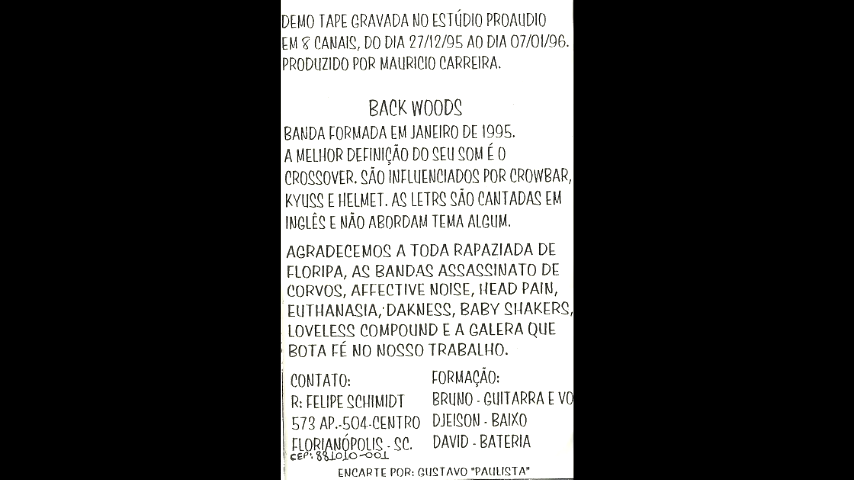 DEMO TAPE GRAVADA NO ESTÚDIO PROAUDIO
EM 8 CANAIS, DO DIA 27/12/95 AO DIA 07/01/96.
PRODUZIDO POR MAURICIO CARREIRA.
BACK WOODS
BANDA FORMADA EM JANEIRO DE 1995.
A MELHOR DEFINIÇÃO DO SEU SOM É O
CROSSOVER. SÃO INFLUENCIADOS POR CROWBAR,
KYUSS E HELMET. AS LETRS SÃO CANTADAS EM
INGLÊS E NÃO ABORDAM TEMA ALGUM.
AGRADECEMOS A TODA RAPAZIADA DE
FLORIPA, AS BANDAS ASSASSINATO DE
CORVOS, AFFECTIVE NOISE, HEAD PAIN,
EUTHANASIA, DAKNESS, BABY SHAKERS,
LOVELESS COMPOUND E A GALERA QUE
BOTA FÉ NO NOSSO TRABALHO.
CONTATO:
R: FELIPE SCHIMIDT
573 AP.-504-CENTRO
FLORIANÓPOLIS - SC.
CEP: 881010-001
FORMAÇÃO:
BRUNO - GUITARRA E VO
DJEISON - BAIXO
DAVID - BATERIA
ENCARTE POR: GUSTAVO "PAULISTA"